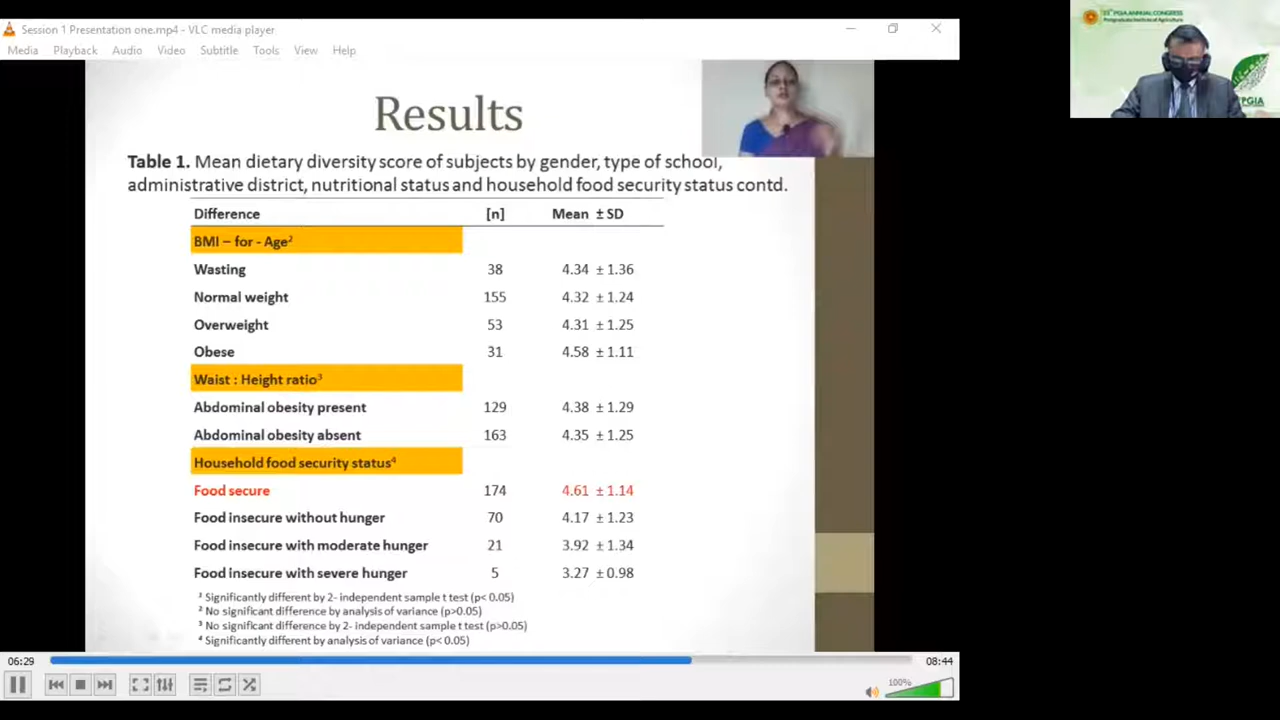 Session 1 Presentation one.mp4 - VLC media player
Media Playback Audio Video Subtitle Tools View Help
PGIA ANNUAL CONGRESS
Postgraduate Institute of Agriculture
PGIA
Results
Table 1. Mean dietary diversity score of subjects by gender, type of school,
administrative district, nutritional status and household food security status contd.
Difference [n] Mean ± SD
BMI – for - Age²
Wasting 38 4.34 ± 1.36
Normal weight 155 4.32 ± 1.24
Overweight 53 4.31 ± 1.25
Obese 31 4.58 ± 1.11
Waist : Height ratio³
Abdominal obesity present 129 4.38 ± 1.29
Abdominal obesity absent 163 4.35 ± 1.25
Household food security status⁴
Food secure 174 4.61 ± 1.14
Food insecure without hunger 70 4.17 ± 1.23
Food insecure with moderate hunger 21 3.92 ± 1.34
Food insecure with severe hunger 5 3.27 ± 0.98
¹ Significantly different by 2- independent sample t test (p< 0.05)
² No significant difference by analysis of variance (p>0.05)
³ No significant difference by 2- independent sample t test (p>0.05)
⁴ Significantly different by analysis of variance (p< 0.05)
06:29 08:44
100%